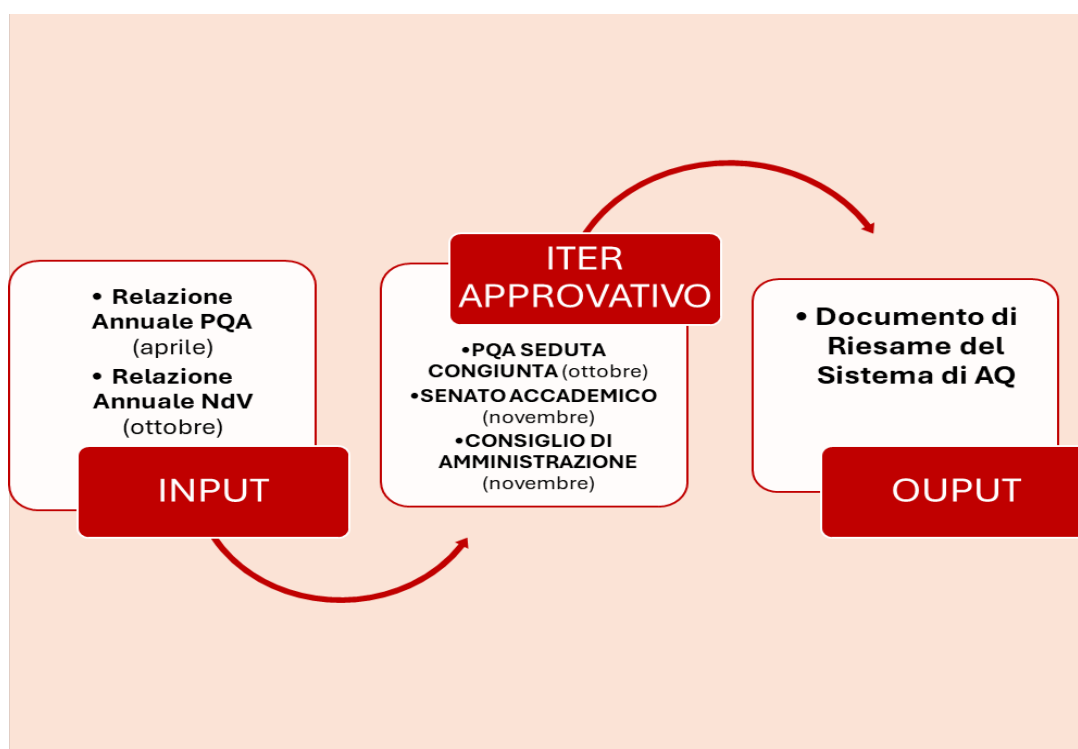 • Relazione
Annuale PQA
(aprile)
• Relazione
Annuale NdV
(ottobre)
INPUT
ITER
APPROVATIVO
•PQA SEDUTA
CONGIUNTA (ottobre)
•SENATO ACCADEMICO
(novembre)
•CONSIGLIO DI
AMMINISTRAZIONE
(novembre)
• Documento di
Riesame del
Sistema di AQ
OUPUT